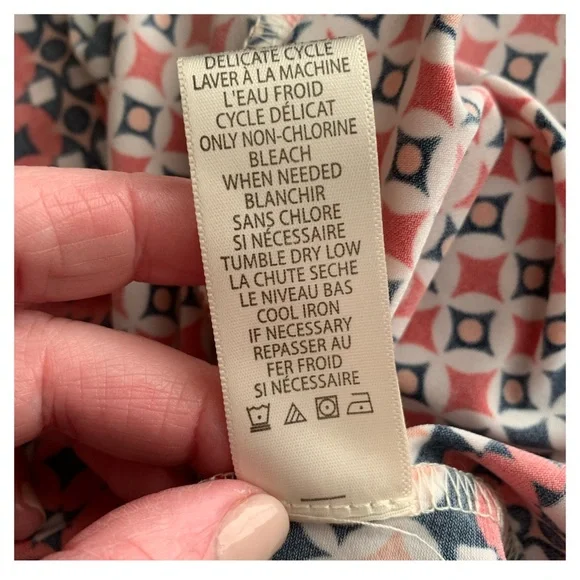 DELICATE CYCLE
LAVER À LA MACHINE
L'EAU FROID
CYCLE DÉLICAT
ONLY NON-CHLORINE
BLEACH
WHEN NEEDED
BLANCHIR
SANS CHLORE
SI NÉCESSAIRE
TUMBLE DRY LOW
LA CHUTE SECHE
LE NIVEAU BAS
COOL IRON
IF NECESSARY
REPASSER AU
FER FROID
SI NÉCESSAIRE